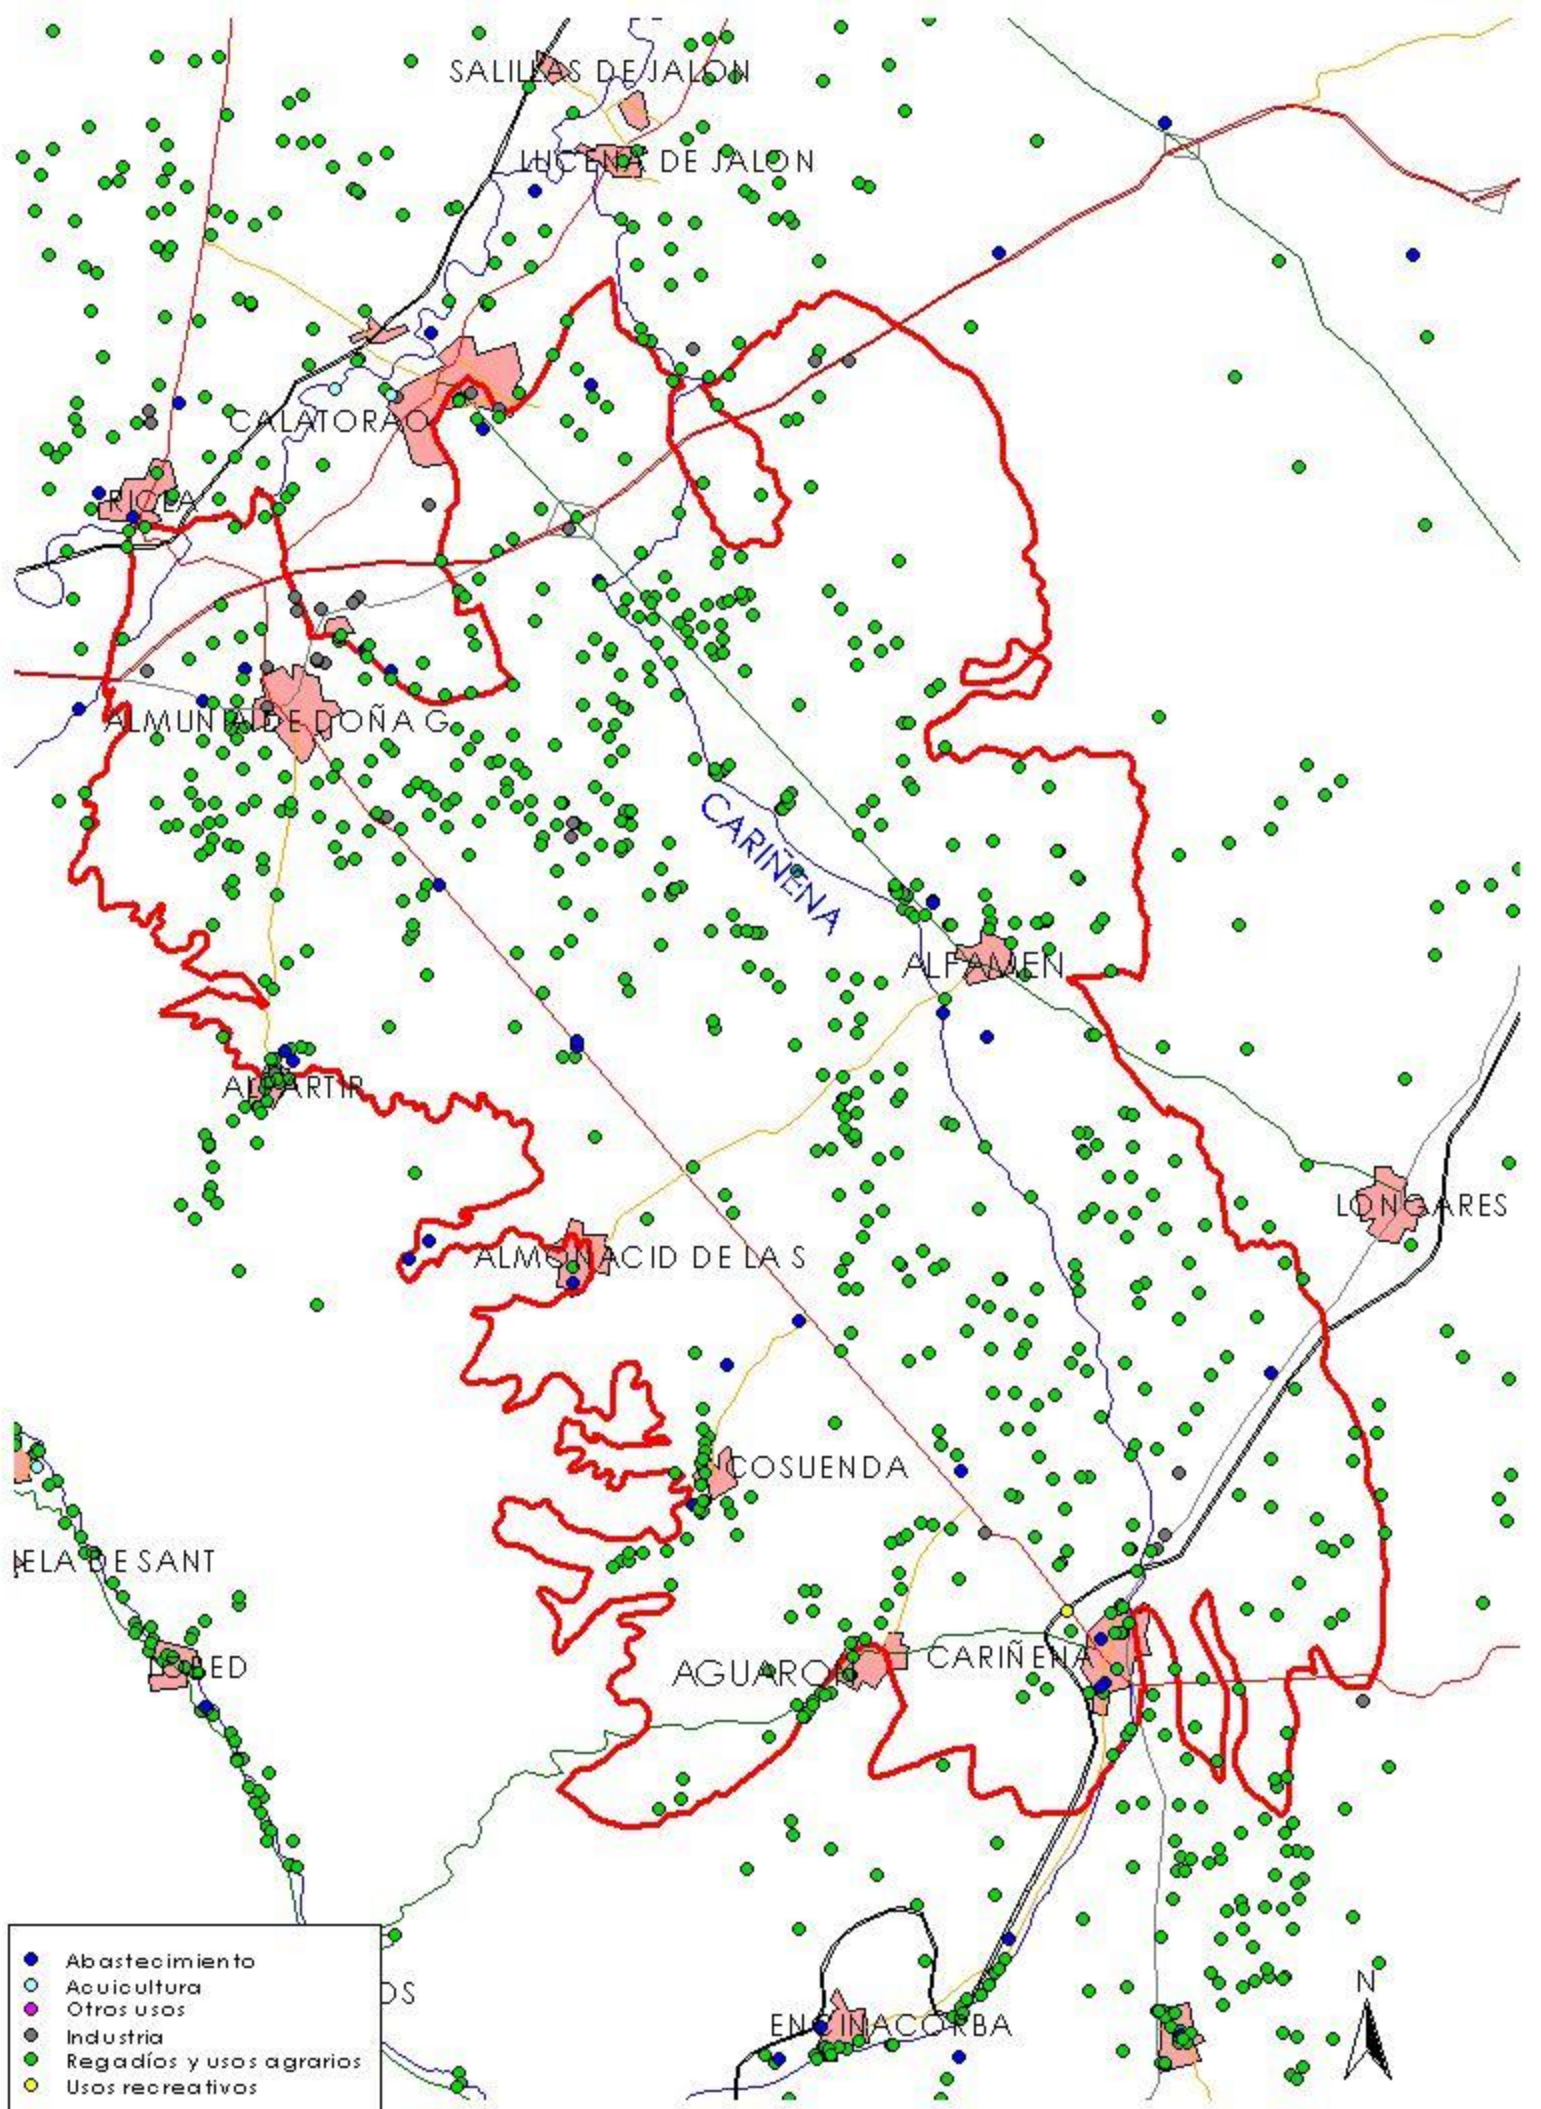 SALILLAS DE JALON
LUCENA DE JALON
CALATORAO
RICLA
ALMUNIA DE DOÑA G.
CARIÑENA
ALFAMEN
ALPARTIR
LONGARES
ALMONACID DE LA S
COSUENDA
ELA DE SANT
AGUARON
CARIÑENA
Abastecimiento
Acuicultura
Otros usos
Industria
Regadíos y usos agrarios
Usos recreativos
OS
ENCINACORBA
N